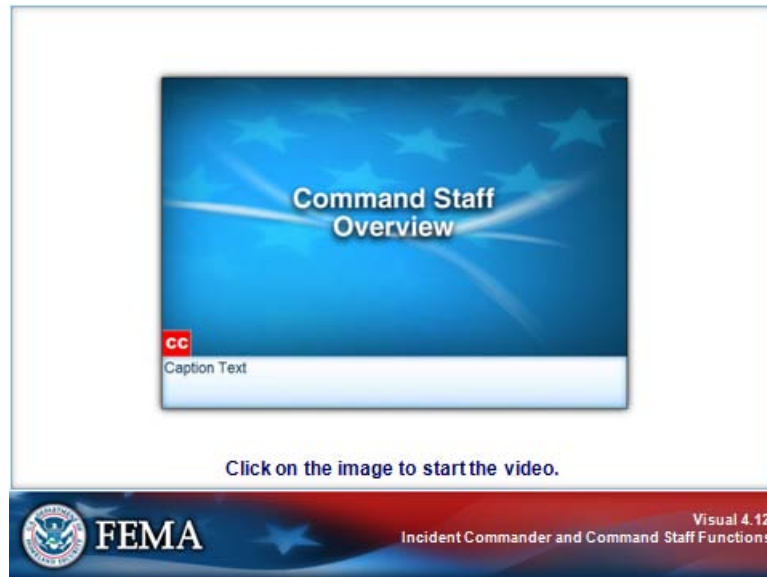 Command Staff
Overview
CC
Caption Text
Click on the image to start the video.
FEMA
Visual 4.12
Incident Commander and Command Staff Functions